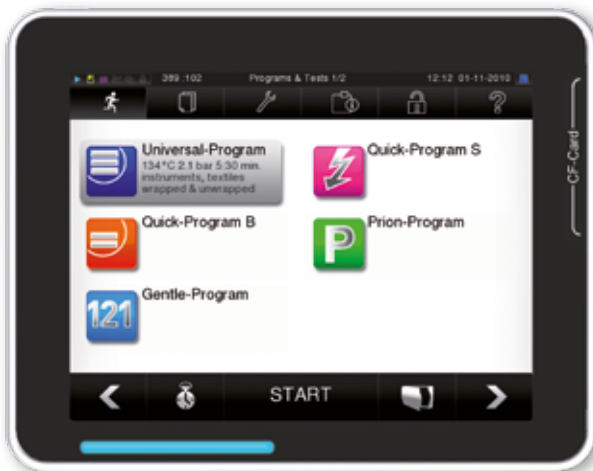 389 :102 Programs & Tests 1/2 12:12 01-11-2010
?
Universal-Program
134°C 2.1 bar 5:30 min.
instruments, textiles
wrapped & unwrapped
Quick-Program S
Quick-Program B
P
Prion-Program
121
Gentle-Program
START
CF-Card